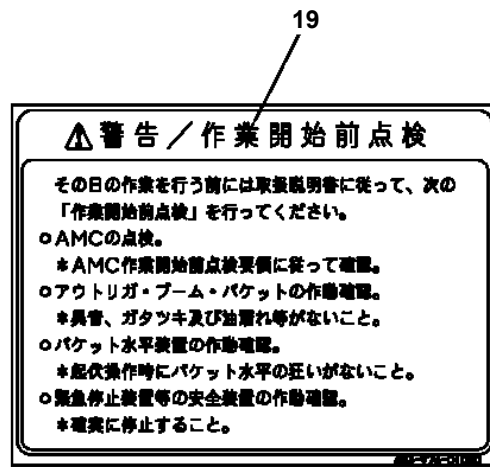 19
⚠警告／作業開始前点検
その日の作業を行う前には取扱説明書に従って、次の
「作業開始前点検」を行ってください。
○AMCの点検。
＊AMC作業開始前点検要領に従って確認。
○アウトリガ・ブーム・バケットの作動確認。
＊異音、ガタツキ及び油漏れ等がないこと。
○バケット水平装置の作動確認。
＊起伏操作時にバケット水平の狂いがないこと。
○緊急停止装置等の安全装置の作動確認。
＊確実に停止すること。